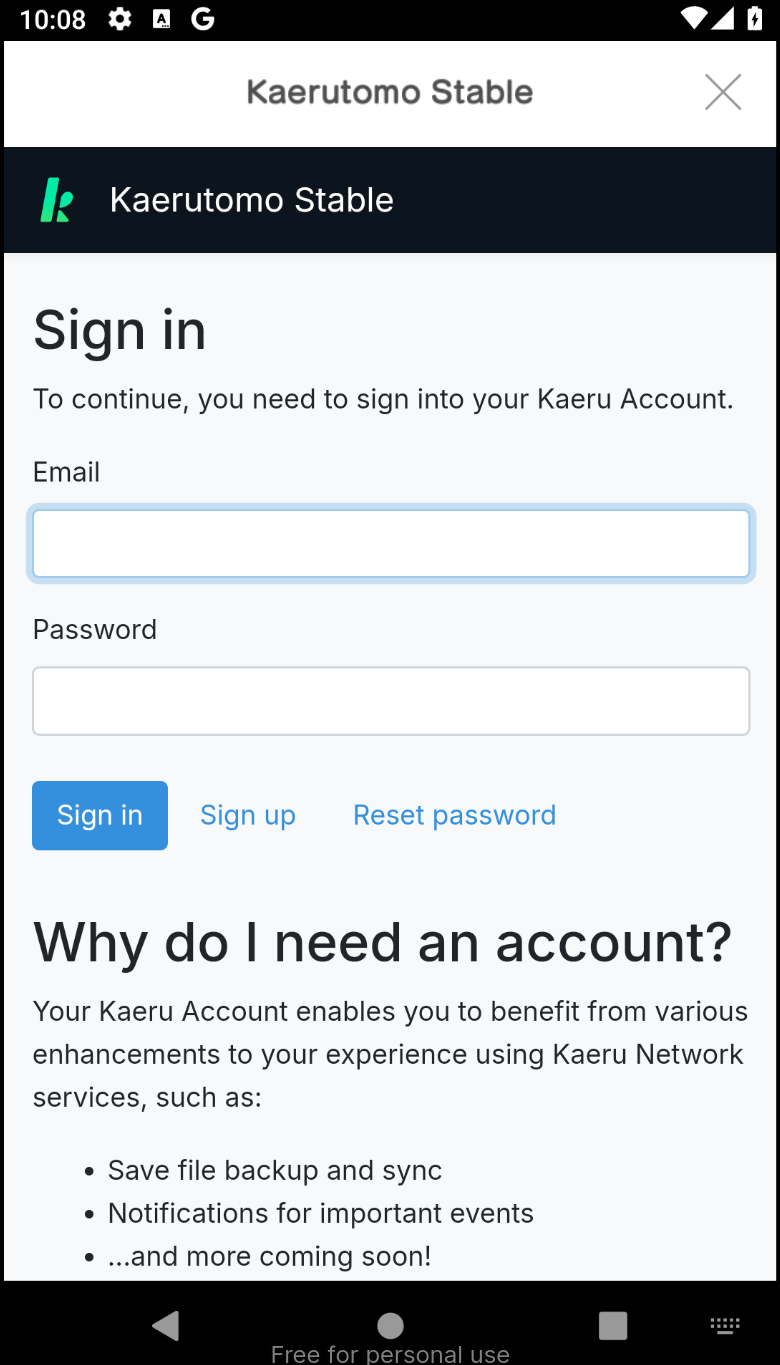 10:08
Kaerutomo Stable
Kaerutomo Stable
Sign in
To continue, you need to sign into your Kaeru Account.
Email
Password
Sign in Sign up Reset password
Why do I need an account?
Your Kaeru Account enables you to benefit from various
enhancements to your experience using Kaeru Network
services, such as:
• Save file backup and sync
• Notifications for important events
• ...and more coming soon!
Free for personal use